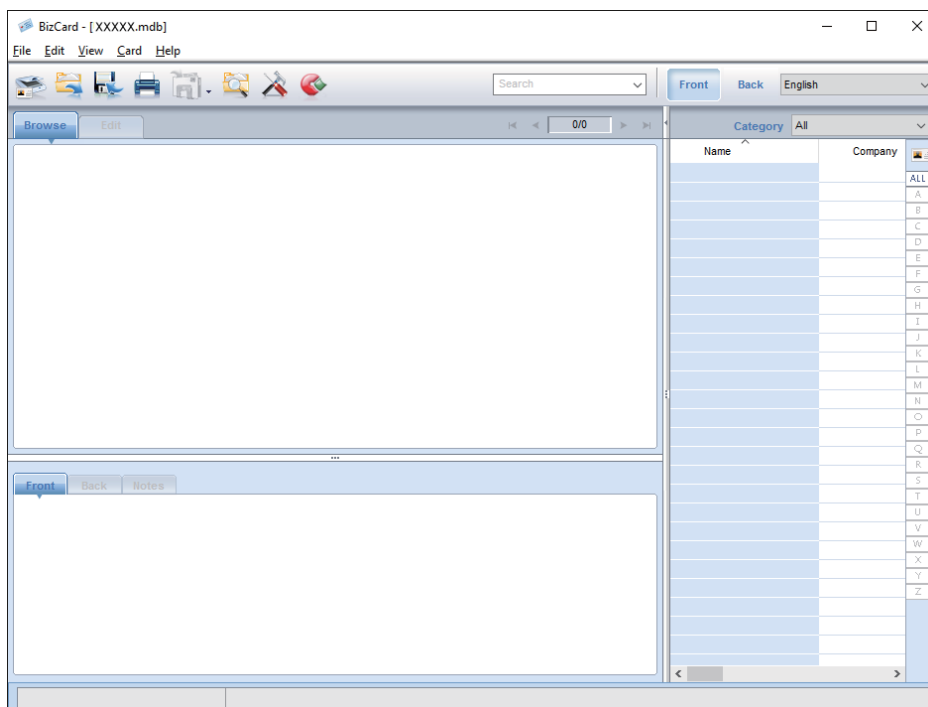 BizCard - [XXXXX.mdb]
File Edit View Card Help
Search
Front Back English
Browse Edit 0/0 Category All
Name Company
ALL
A
B
C
D
E
F
G
H
I
J
K
L
M
N
O
P
Q
R
S
T
U
V
W
X
Y
Z
Front Back Notes